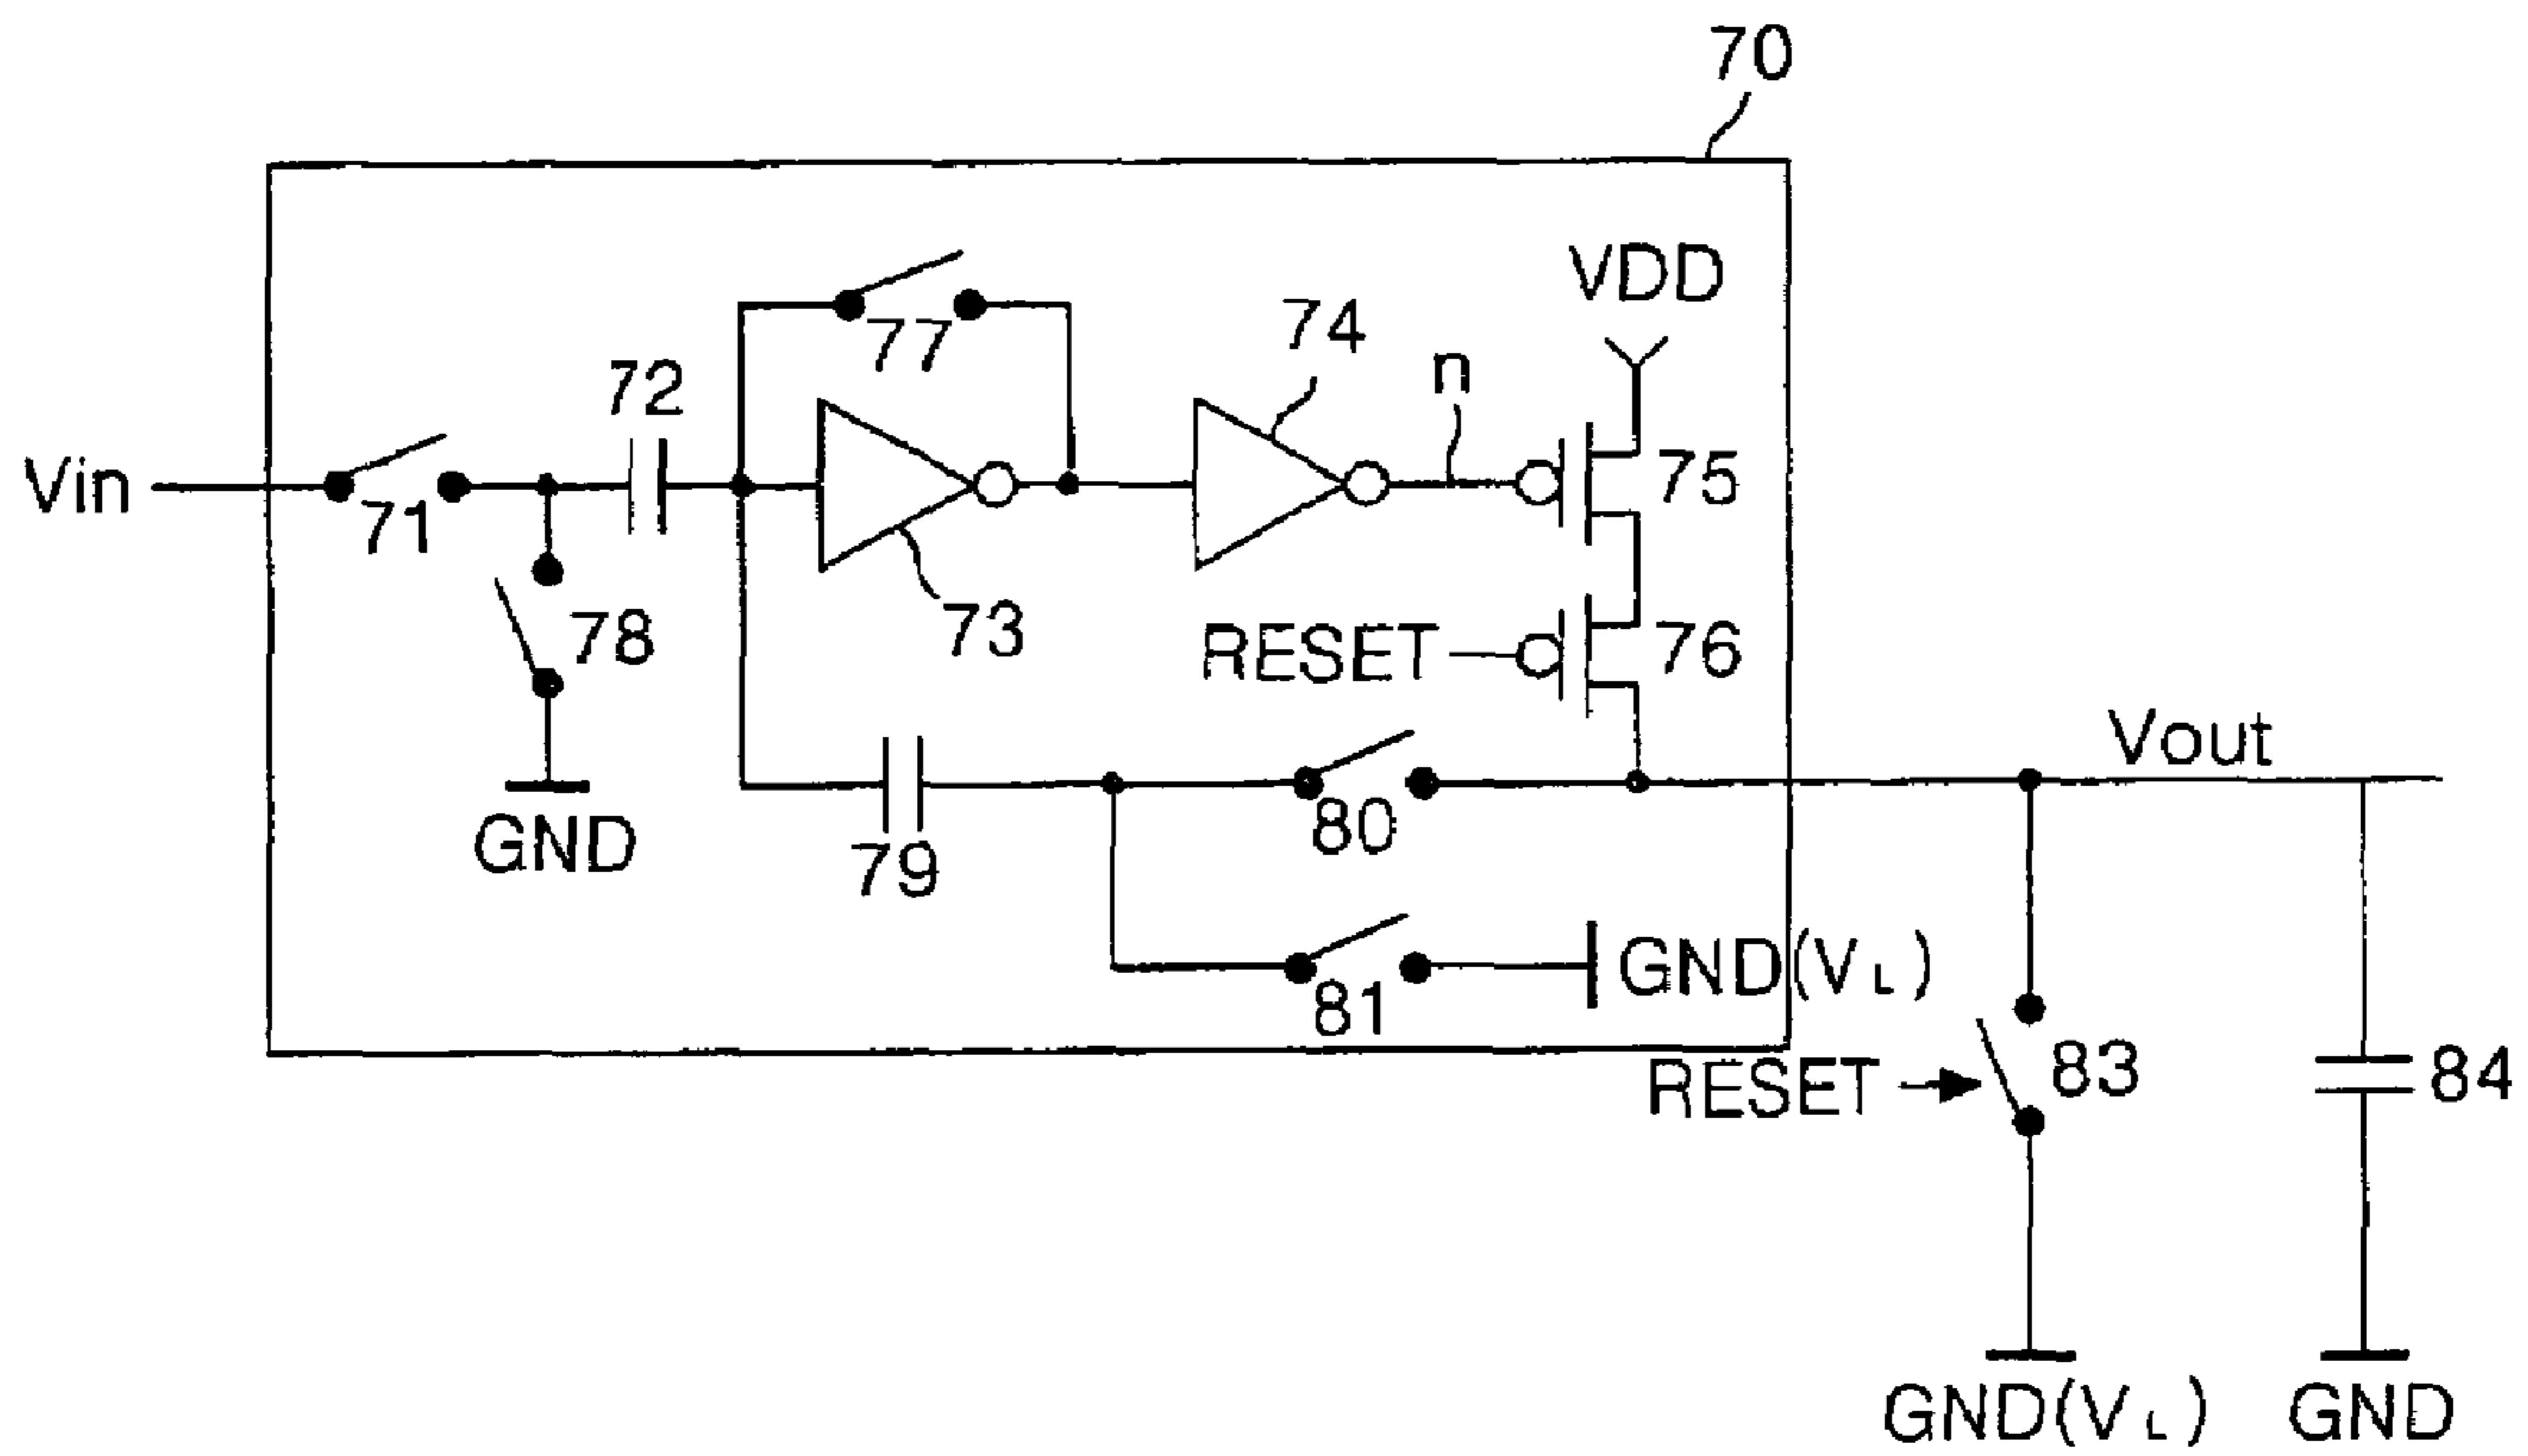 70
VDD
74
77
n
72
75
Vin
71
73
78
RESET
76
Vout
GND
80
79
GND(VL)
81
RESET
83
84
GND(VL)
GND